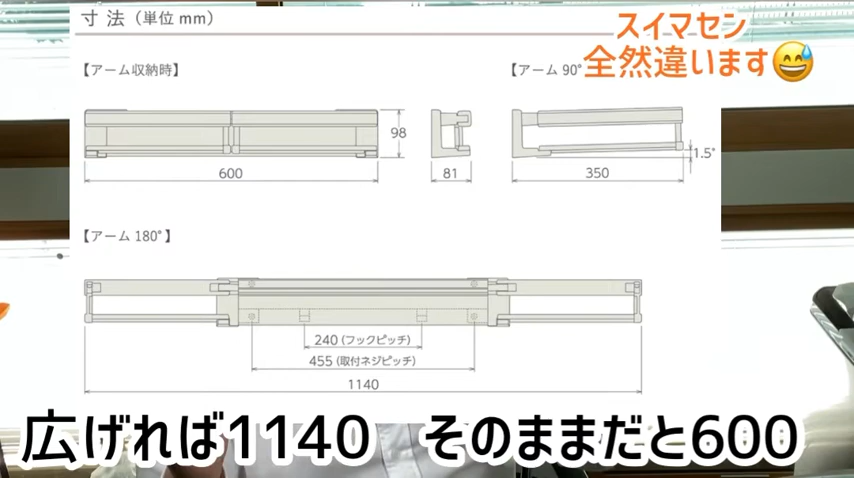 寸 法（単位 mm）
スイマセン
全然違います😅
【アーム収納時】
【アーム 90°
98
600
81
350
1.5°
【アーム 180°】
240（フックピッチ）
455（取付ネジピッチ）
1140
広げれば1140　そのままだと600